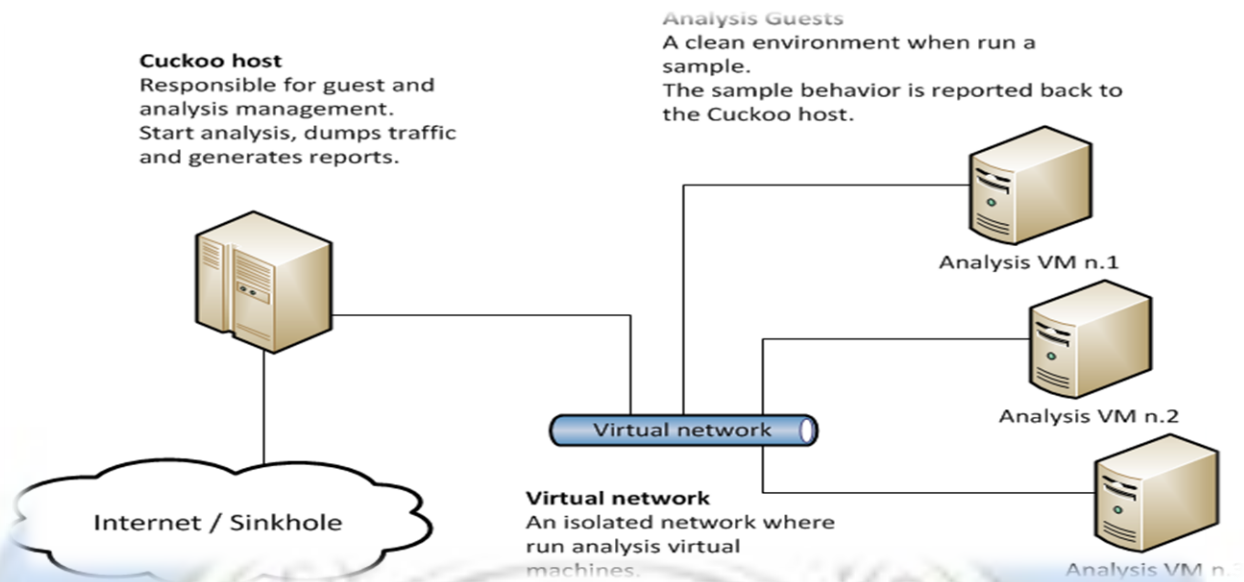 Cuckoo host
Responsible for guest and
analysis management.
Start analysis, dumps traffic
and generates reports.
Analysis Guests
A clean environment when run a
sample.
The sample behavior is reported back to
the Cuckoo host.
Analysis VM n.1
Analysis VM n.2
Virtual network
Internet / Sinkhole
Virtual network
An isolated network where
run analysis virtual
machines.
Analysis VM